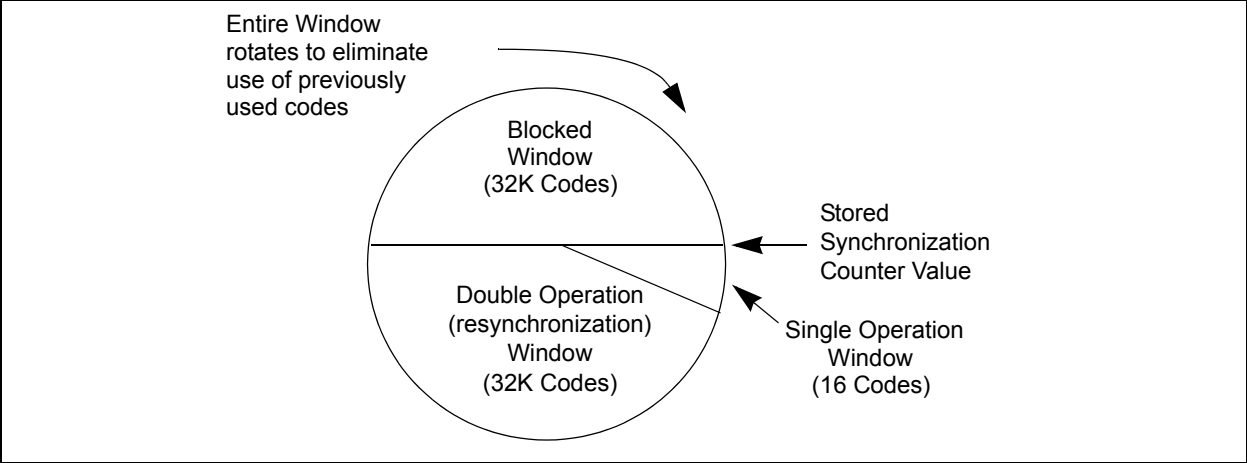 Entire Window
rotates to eliminate
use of previously
used codes
Blocked
Window
(32K Codes)
Stored
Synchronization
Counter Value
Double Operation
(resynchronization)
Window
(32K Codes)
Single Operation
Window
(16 Codes)